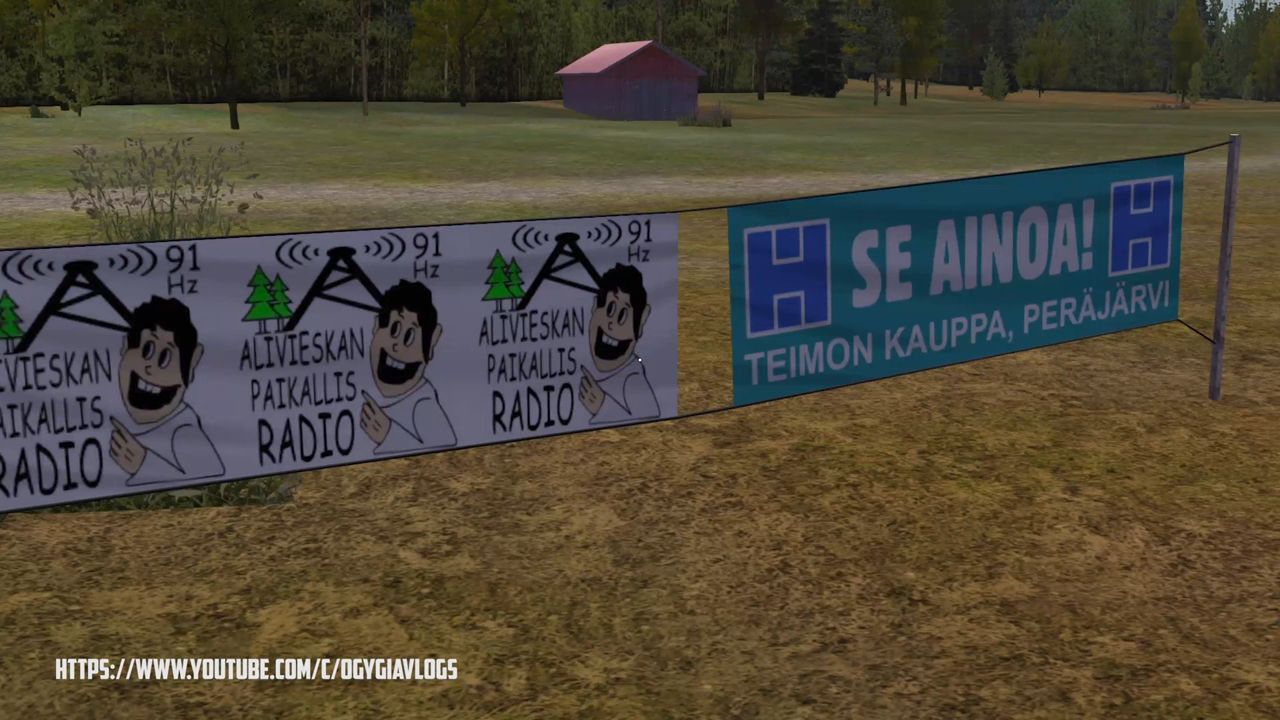 91
Hz
IVIESKAN
AIKALLIS
RADIO
91
Hz
ALIVIESKAN
PAIKALLIS
RADIO
91
Hz
ALIVIESKAN
PAIKALLIS
RADIO
H SE AINOA! H
TEIMON KAUPPA, PERÄJÄRVI
HTTPS://WWW.YOUTUBE.COM/C/OGYGIAVLOGS